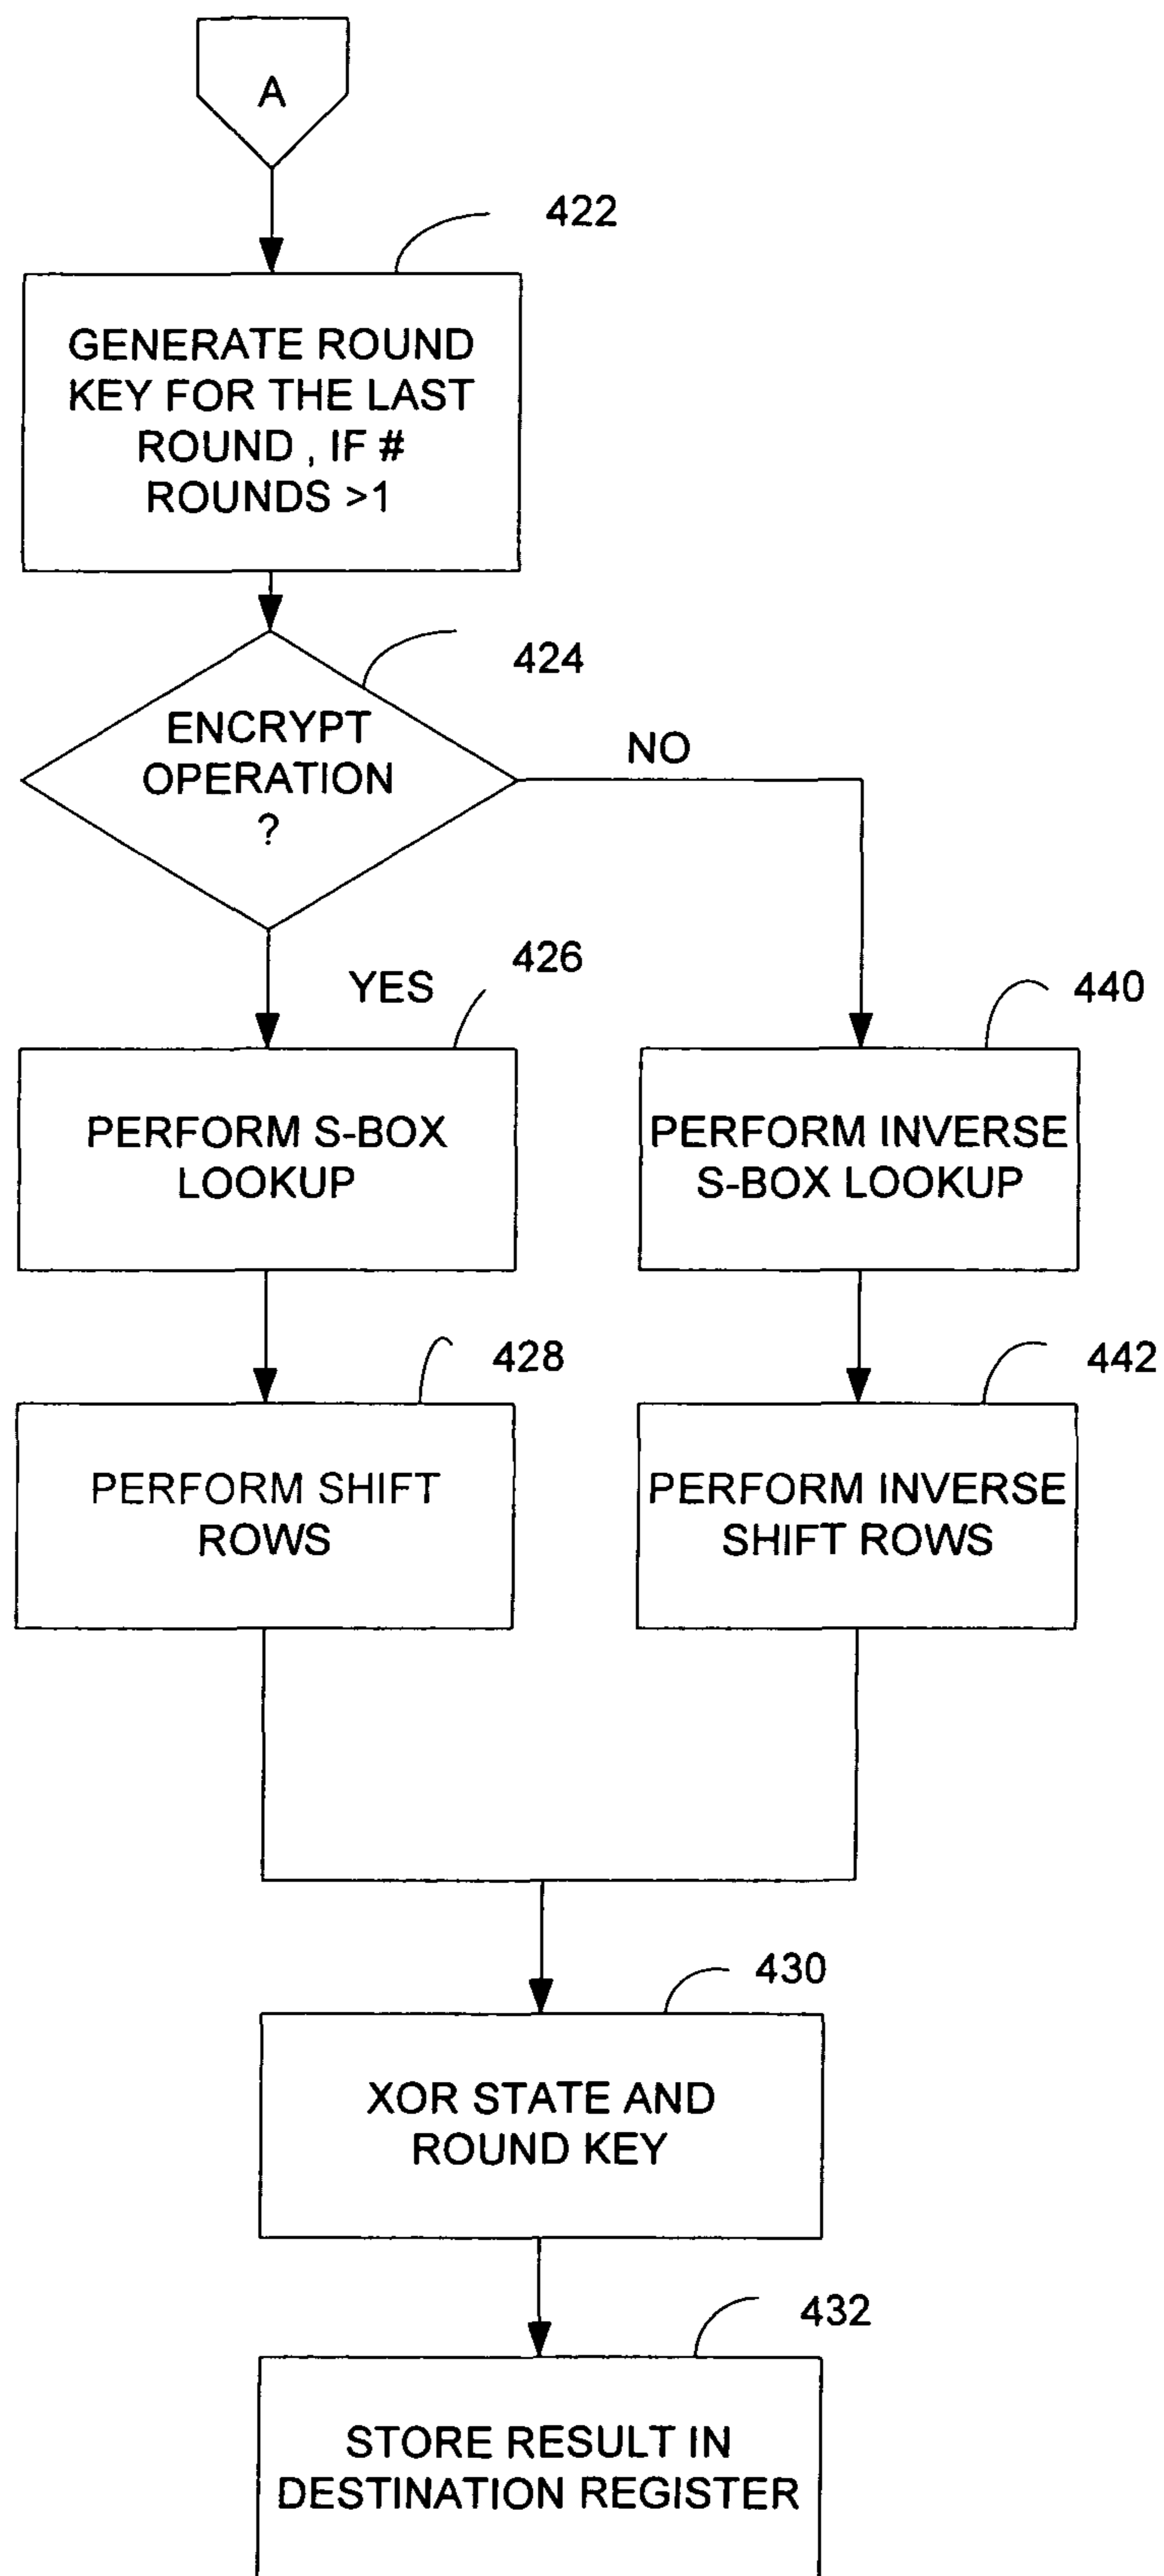 A
422
GENERATE ROUND
KEY FOR THE LAST
ROUND , IF #
ROUNDS >1
424
ENCRYPT
OPERATION
?
NO
YES
426
440
PERFORM S-BOX
LOOKUP
PERFORM INVERSE
S-BOX LOOKUP
428
442
PERFORM SHIFT
ROWS
PERFORM INVERSE
SHIFT ROWS
430
XOR STATE AND
ROUND KEY
432
STORE RESULT IN
DESTINATION REGISTER